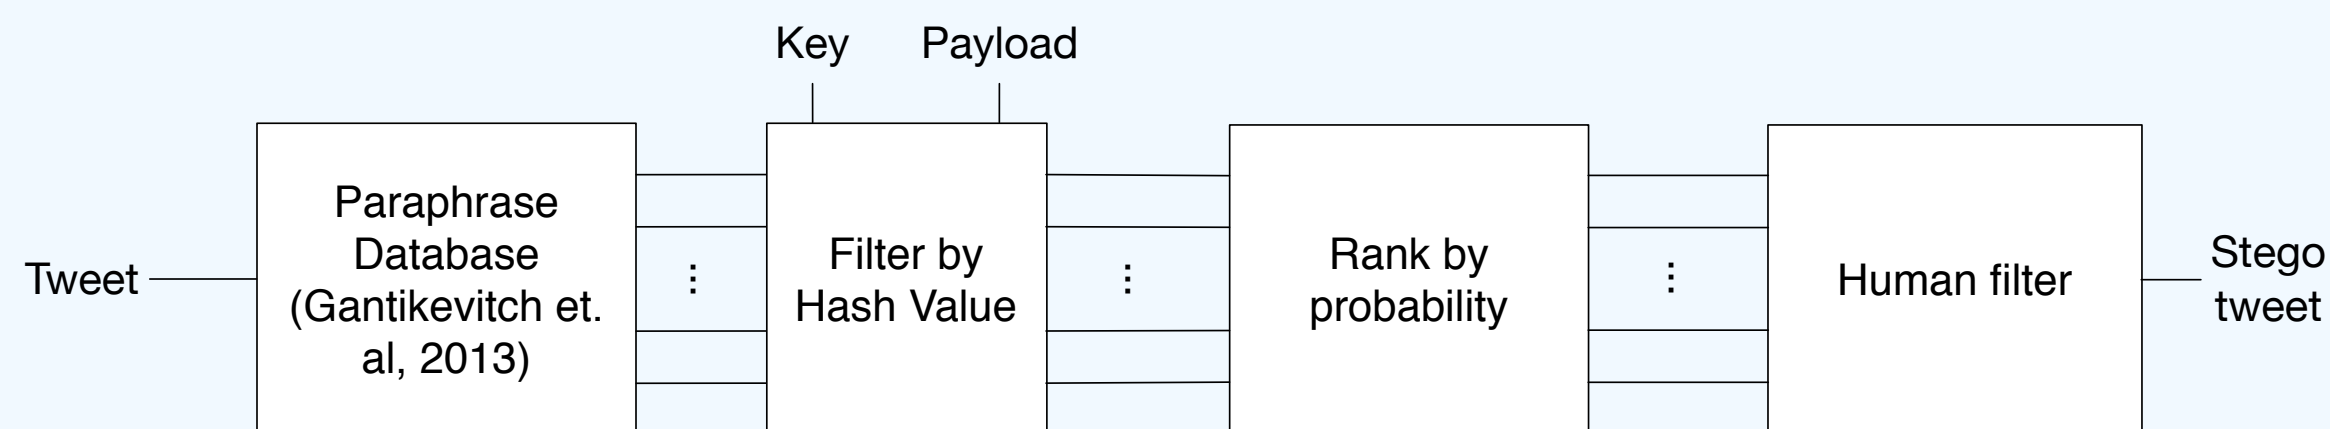 Key
Payload
Tweet
Paraphrase
Database
(Gantikevitch et.
al, 2013)
⋮
Filter by
Hash Value
⋮
Rank by
probability
⋮
Human filter
Stego
tweet